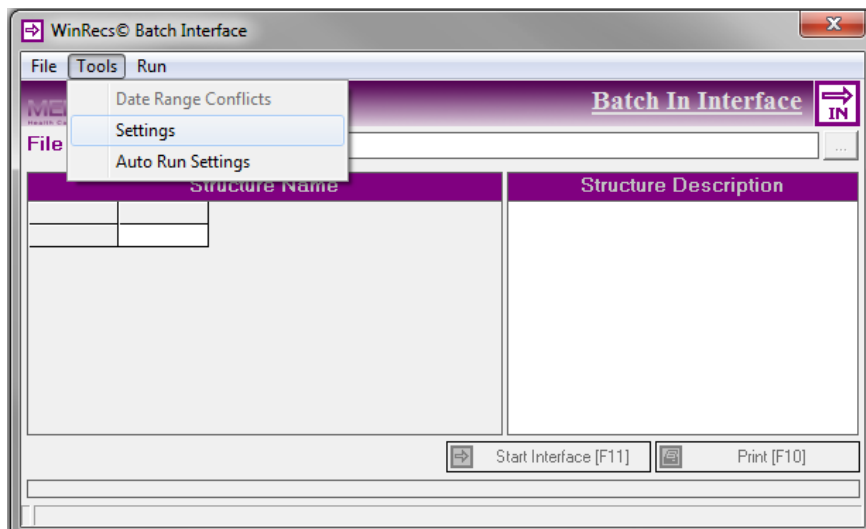 WinRecs© Batch Interface
File Tools Run
Date Range Conflicts
Settings
Auto Run Settings
Batch In Interface
IN
File
...
Structure Name
Structure Description
Start Interface [F11]
Print [F10]